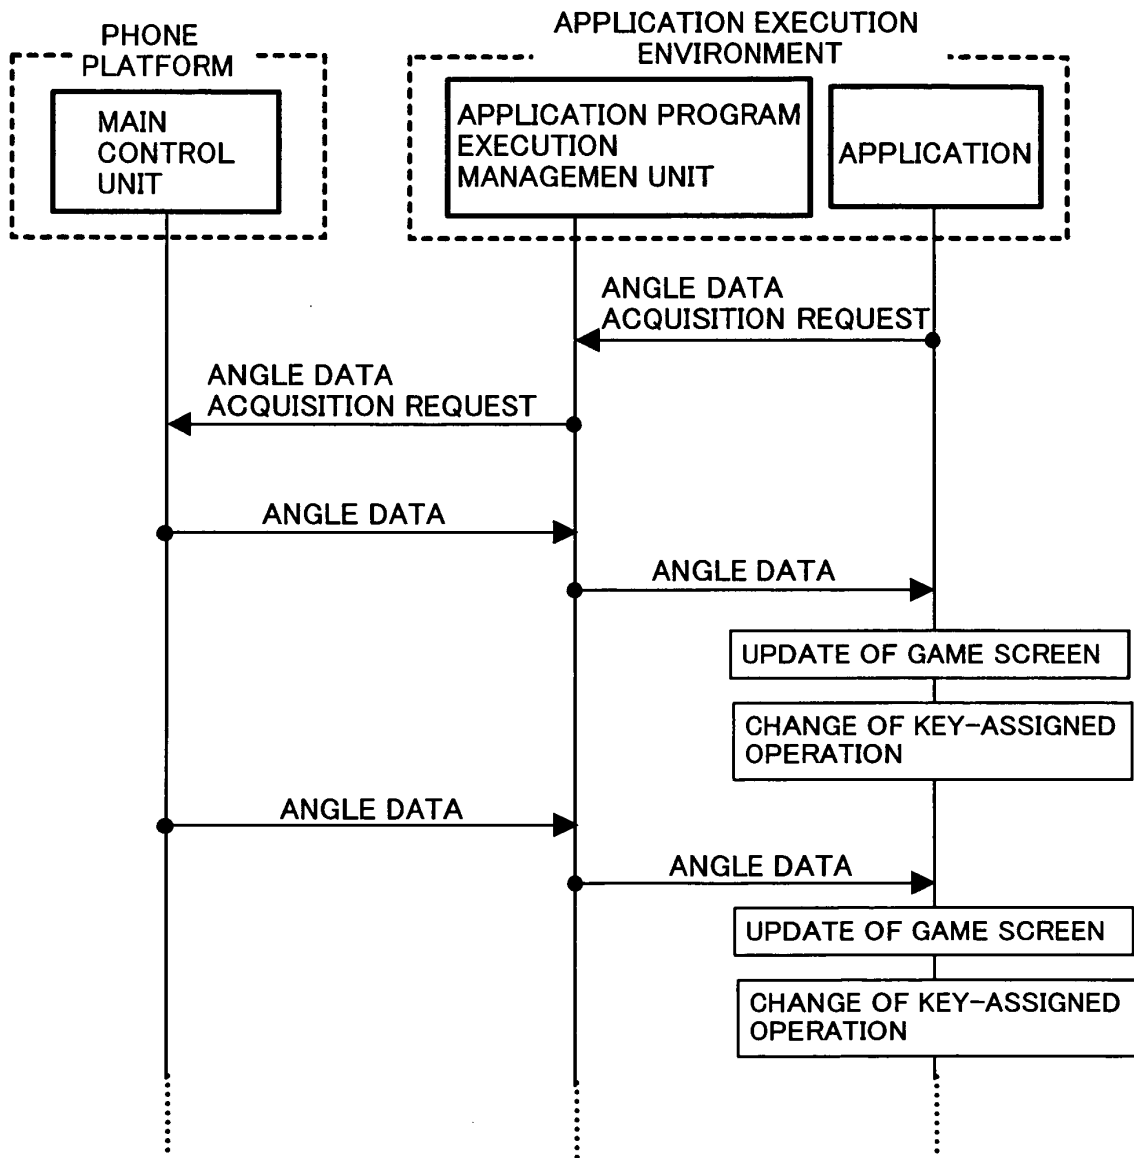 PHONE
PLATFORM
APPLICATION EXECUTION
ENVIRONMENT
MAIN
CONTROL
UNIT
APPLICATION PROGRAM
EXECUTION
MANAGEMEN UNIT
APPLICATION
ANGLE DATA
ACQUISITION REQUEST
ANGLE DATA
ACQUISITION REQUEST
ANGLE DATA
ANGLE DATA
UPDATE OF GAME SCREEN
CHANGE OF KEY-ASSIGNED
OPERATION
ANGLE DATA
ANGLE DATA
UPDATE OF GAME SCREEN
CHANGE OF KEY-ASSIGNED
OPERATION